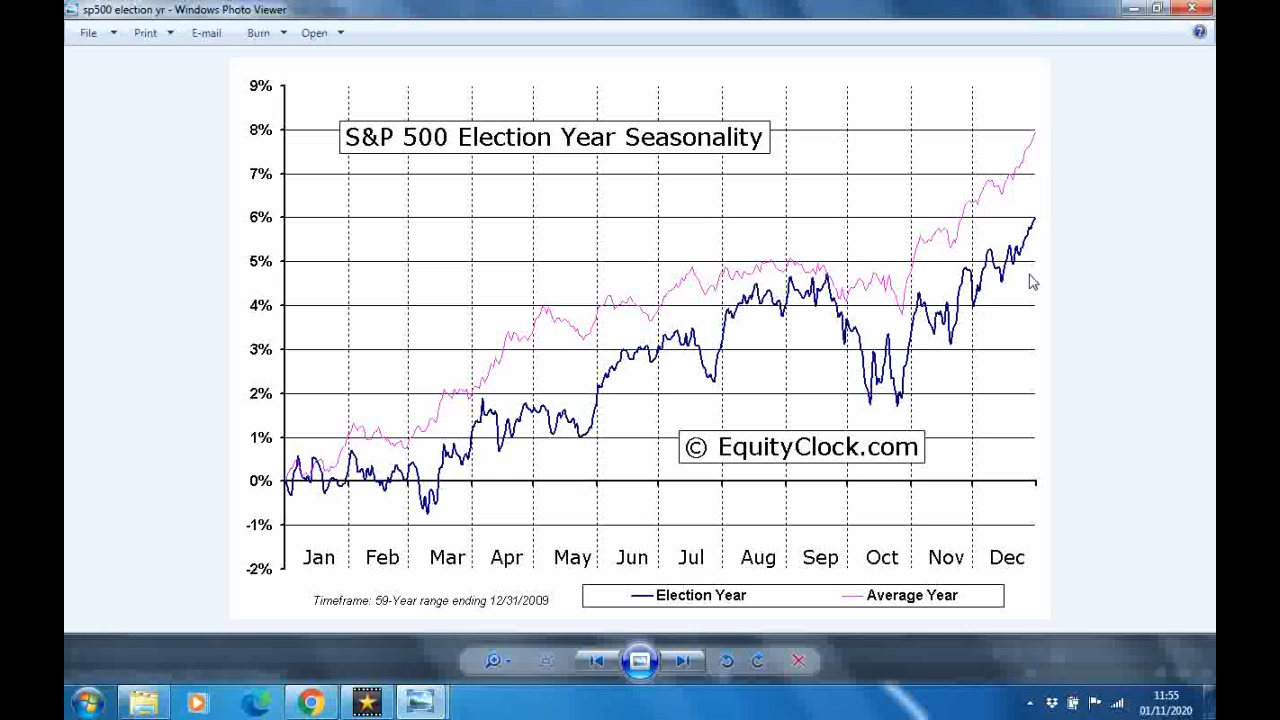 sp500 election yr - Windows Photo Viewer
File Print E-mail Burn Open
9%
8%
S&P 500 Election Year Seasonality
7%
6%
5%
4%
3%
2%
1%
© EquityClock.com
0%
-1%
Jan Feb Mar Apr May Jun Jul Aug Sep Oct Nov Dec
-2%
Timeframe: 59-Year range ending 12/31/2009
Election Year Average Year
11:55
01/11/2020